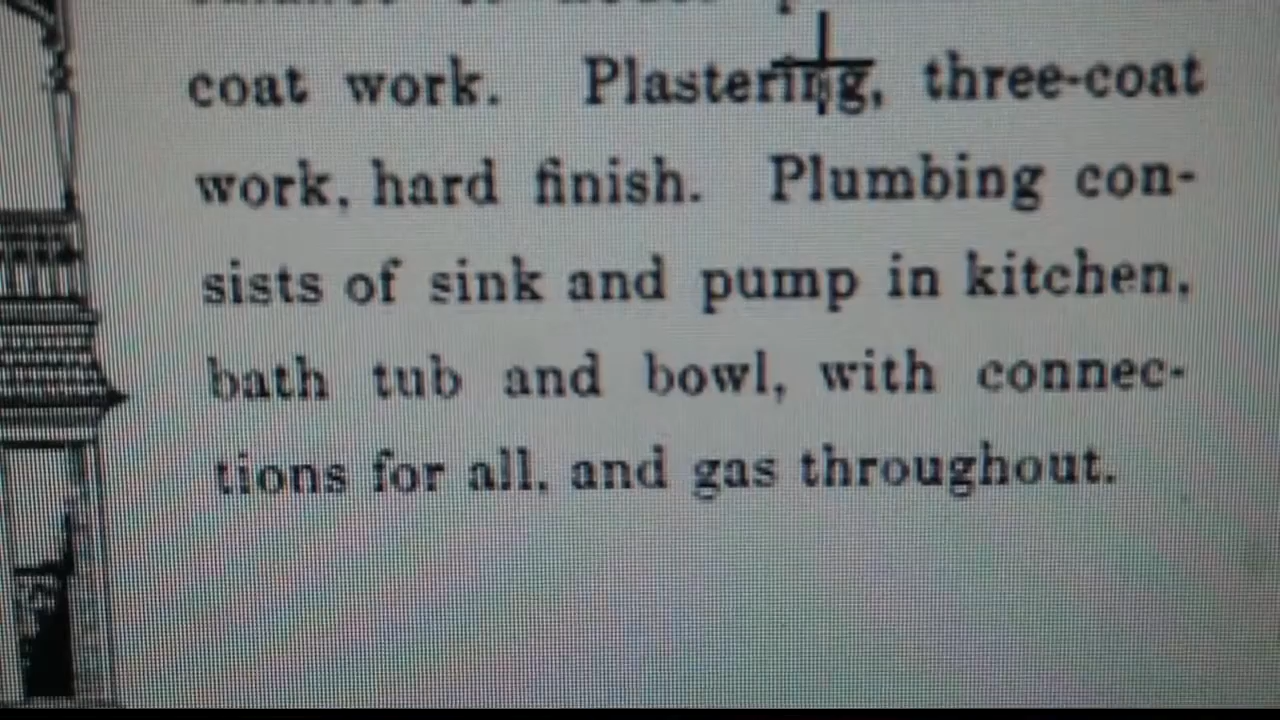 coat work. Plastering, three-coat
work, hard finish. Plumbing con-
sists of sink and pump in kitchen,
bath tub and bowl, with connec-
tions for all, and gas throughout.